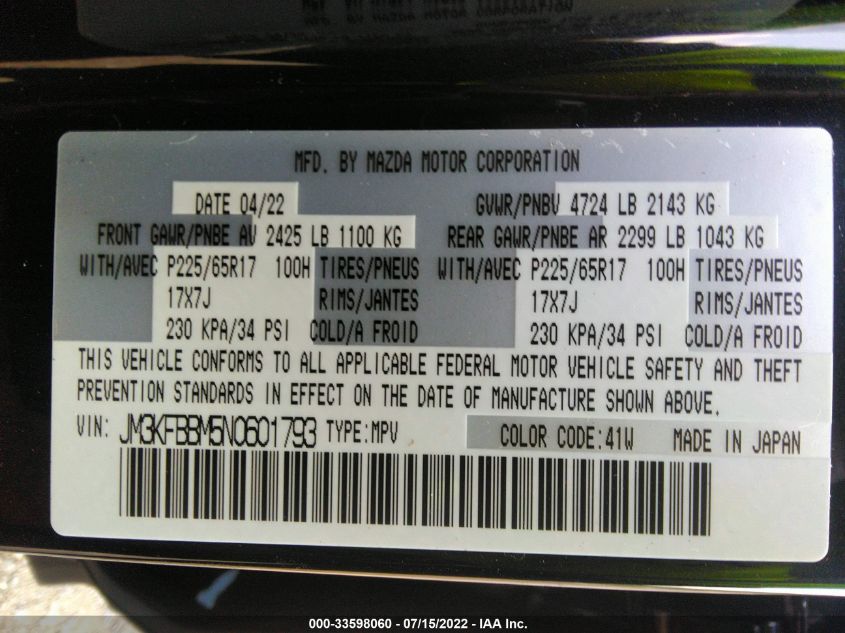 MFD. BY MAZDA MOTOR CORPORATION
DATE 04/22 GVWR/PNBV 4724 LB 2143 KG
FRONT GAWR/PNBE AV 2425 LB 1100 KG REAR GAWR/PNBE AR 2299 LB 1043 KG
WITH/AVEC P225/65R17 100H TIRES/PNEUS WITH/AVEC P225/65R17 100H TIRES/PNEUS
17X7J RIMS/JANTES 17X7J RIMS/JANTES
230 KPA/34 PSI COLD/A FROID 230 KPA/34 PSI COLD/A FROID
THIS VEHICLE CONFORMS TO ALL APPLICABLE FEDERAL MOTOR VEHICLE SAFETY AND THEFT
PREVENTION STANDARDS IN EFFECT ON THE DATE OF MANUFACTURE SHOWN ABOVE.
VIN: JM3KFBBM5N0601793 TYPE:MPV COLOR CODE:41W MADE IN JAPAN
000-33598060 - 07/15/2022 - IAA Inc.